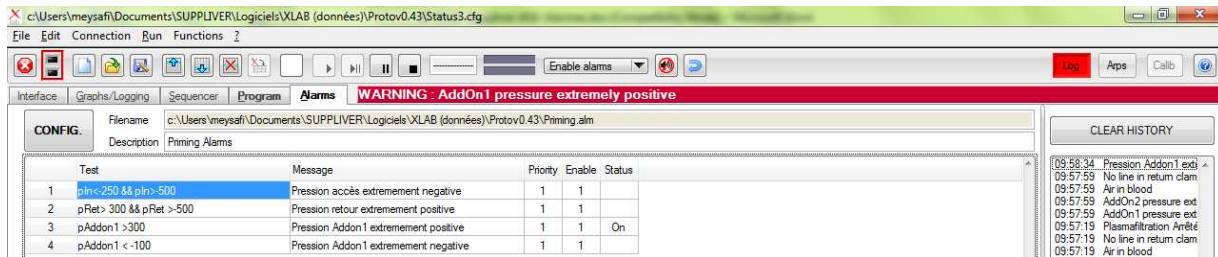 c:\Users\meysafi\Documents\SUPPLIVER\Logiciels\XLAB (données)\Protov0.43\Status3.cfg
File Edit Connection Run Functions ?
Enable alarms Log Arps Calib
Interface Graphs/Logging Sequencer Program Alarms WARNING : AddOn1 pressure extremely positive
CONFIG. Filename c:\Users\meysafi\Documents\SUPPLIVER\Logiciels\XLAB (données)\Protov0.43\Priming.alm
Description Priming Alarms
CLEAR HISTORY
Test Message Priority Enable Status
1 pIn<-250 && pIn>-500 Pression accès extremement negative 1 1
2 pRet> 300 && pRet >-500 Pression retour extremement positive 1 1
3 pAddon1 >300 Pression Addon1 extremement positive 1 1 On
4 pAddon1 < -100 Pression Addon1 extremement negative 1 1
09:58:34 Pression Addon1 extr
09:57:59 No line in return clam
09:57:59 Air in blood
09:57:59 AddOn2 pressure ext
09:57:59 AddOn1 pressure ext
09:57:19 Plasmafiltration Arrêté
09:57:19 No line in return clam
09:57:19 Air in blood